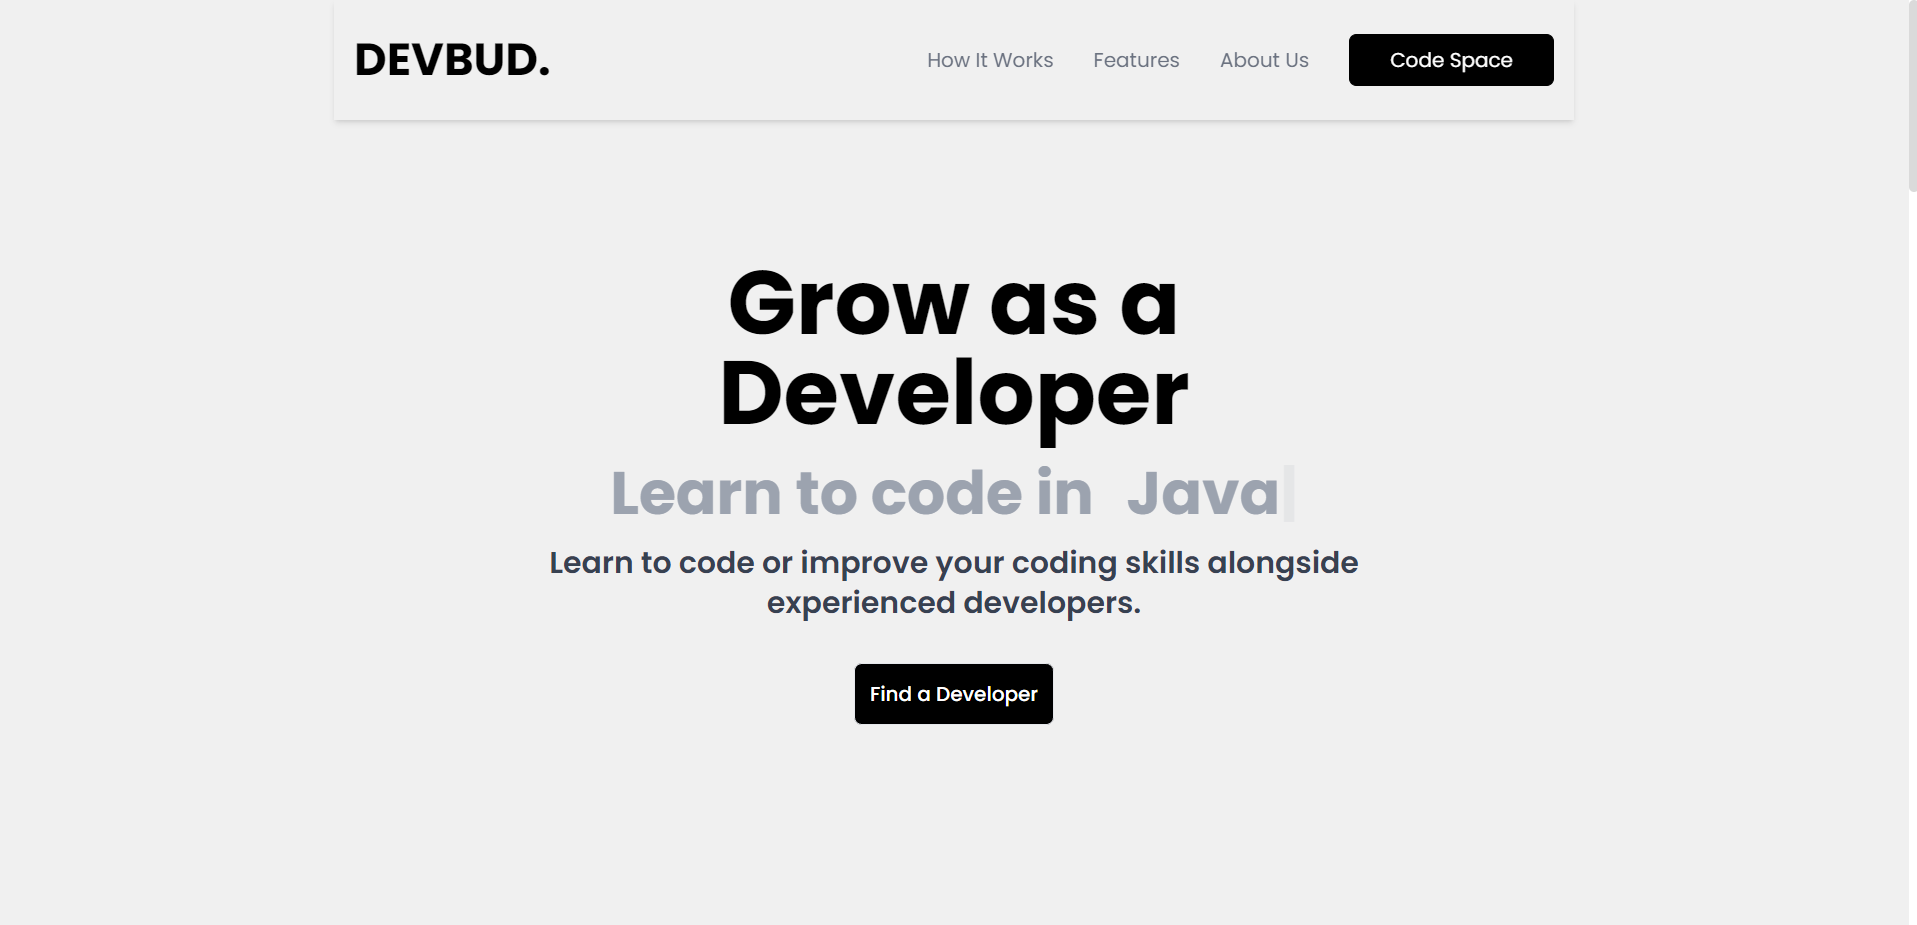 DEVBUD.
How It Works
Features
About Us
Code Space
Grow as a
Developer
Learn to code in Java
Learn to code or improve your coding skills alongside
experienced developers.
Find a Developer